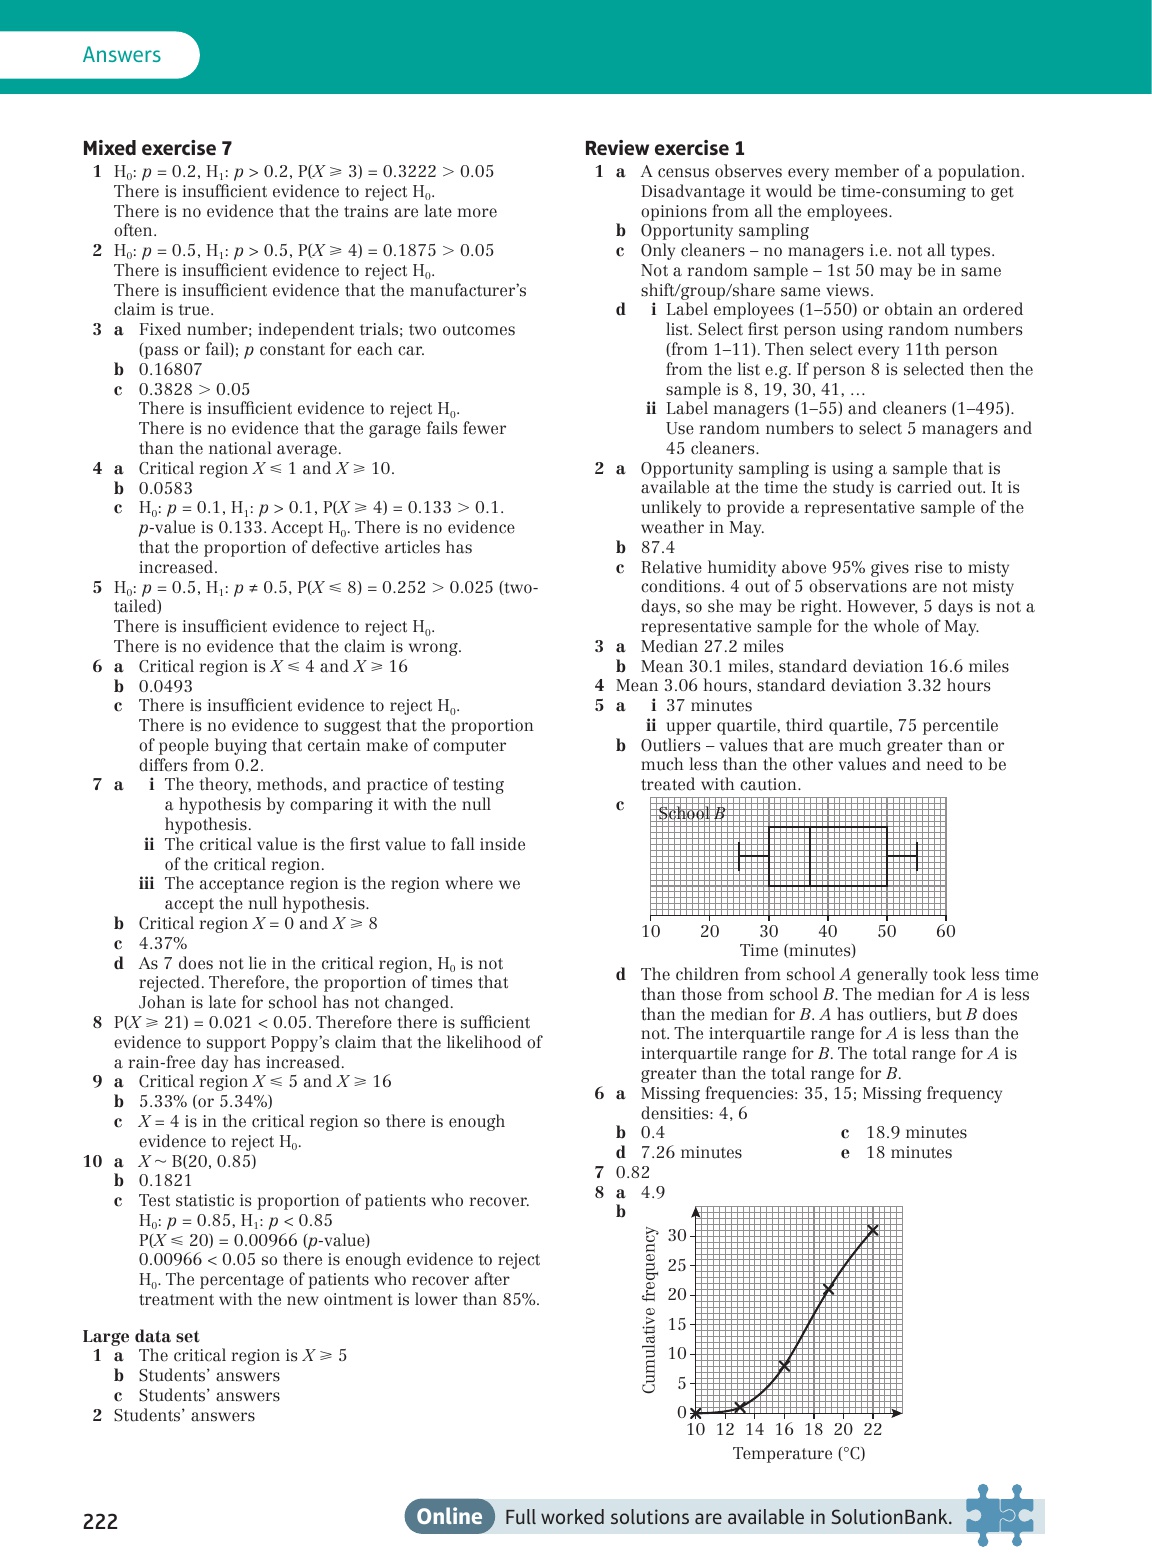 Answers
Mixed exercise 7
1 H₀: p = 0.2, H₁: p > 0.2, P(X ⩾ 3) = 0.3222 > 0.05
There is insufficient evidence to reject H₀.
There is no evidence that the trains are late more
often.
2 H₀: p = 0.5, H₁: p > 0.5, P(X ⩾ 4) = 0.1875 > 0.05
There is insufficient evidence to reject H₀.
There is insufficient evidence that the manufacturer’s
claim is true.
3 a Fixed number; independent trials; two outcomes
(pass or fail); p constant for each car.
b 0.16807
c 0.3828 > 0.05
There is insufficient evidence to reject H₀.
There is no evidence that the garage fails fewer
than the national average.
4 a Critical region X ⩽ 1 and X ⩾ 10.
b 0.0583
c H₀: p = 0.1, H₁: p > 0.1, P(X ⩾ 4) = 0.133 > 0.1.
p-value is 0.133. Accept H₀. There is no evidence
that the proportion of defective articles has
increased.
5 H₀: p = 0.5, H₁: p ≠ 0.5, P(X ⩽ 8) = 0.252 > 0.025 (two-
tailed)
There is insufficient evidence to reject H₀.
There is no evidence that the claim is wrong.
6 a Critical region is X ⩽ 4 and X ⩾ 16
b 0.0493
c There is insufficient evidence to reject H₀.
There is no evidence to suggest that the proportion
of people buying that certain make of computer
differs from 0.2.
7 a i The theory, methods, and practice of testing
a hypothesis by comparing it with the null
hypothesis.
ii The critical value is the first value to fall inside
of the critical region.
iii The acceptance region is the region where we
accept the null hypothesis.
b Critical region X = 0 and X ⩾ 8
c 4.37%
d As 7 does not lie in the critical region, H₀ is not
rejected. Therefore, the proportion of times that
Johan is late for school has not changed.
8 P(X ⩾ 21) = 0.021 < 0.05. Therefore there is sufficient
evidence to support Poppy’s claim that the likelihood of
a rain-free day has increased.
9 a Critical region X ⩽ 5 and X ⩾ 16
b 5.33% (or 5.34%)
c X = 4 is in the critical region so there is enough
evidence to reject H₀.
10 a X ~ B(20, 0.85)
b 0.1821
c Test statistic is proportion of patients who recover.
H₀: p = 0.85, H₁: p < 0.85
P(X ⩽ 20) = 0.00966 (p-value)
0.00966 < 0.05 so there is enough evidence to reject
H₀. The percentage of patients who recover after
treatment with the new ointment is lower than 85%.
Large data set
1 a The critical region is X ⩾ 5
b Students’ answers
c Students’ answers
2 Students’ answers
Review exercise 1
1 a A census observes every member of a population.
Disadvantage it would be time-consuming to get
opinions from all the employees.
b Opportunity sampling
c Only cleaners – no managers i.e. not all types.
Not a random sample – 1st 50 may be in same
shift/group/share same views.
d i Label employees (1–550) or obtain an ordered
list. Select first person using random numbers
(from 1–11). Then select every 11th person
from the list e.g. If person 8 is selected then the
sample is 8, 19, 30, 41, …
ii Label managers (1–55) and cleaners (1–495).
Use random numbers to select 5 managers and
45 cleaners.
2 a Opportunity sampling is using a sample that is
available at the time the study is carried out. It is
unlikely to provide a representative sample of the
weather in May.
b 87.4
c Relative humidity above 95% gives rise to misty
conditions. 4 out of 5 observations are not misty
days, so she may be right. However, 5 days is not a
representative sample for the whole of May.
3 a Median 27.2 miles
b Mean 30.1 miles, standard deviation 16.6 miles
4 Mean 3.06 hours, standard deviation 3.32 hours
5 a i 37 minutes
ii upper quartile, third quartile, 75 percentile
b Outliers – values that are much greater than or
much less than the other values and need to be
treated with caution.
c School B
10 20 30 40 50 60
Time (minutes)
d The children from school A generally took less time
than those from school B. The median for A is less
than the median for B. A has outliers, but B does
not. The interquartile range for A is less than the
interquartile range for B. The total range for A is
greater than the total range for B.
6 a Missing frequencies: 35, 15; Missing frequency
densities: 4, 6
b 0.4 c 18.9 minutes
d 7.26 minutes e 18 minutes
7 0.82
8 a 4.9
b
Cumulative frequency
30
25
20
15
10
5
0
10 12 14 16 18 20 22
Temperature (°C)
222
Online Full worked solutions are available in SolutionBank.